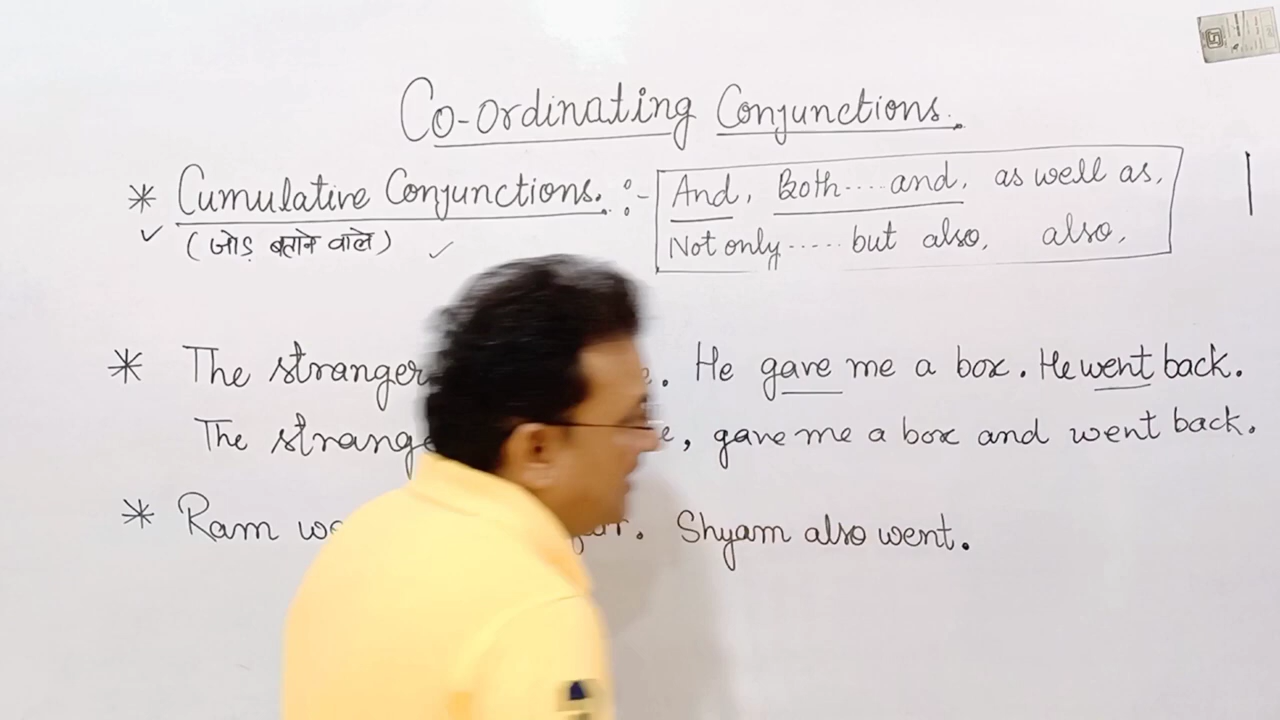 Co-ordinating Conjunctions.
* Cumulative Conjunctions. :- And, Both....and, as well as,
(जोड़ बताने वाले) Not only ...... but also, also,
* The stranger . He gave me a box. He went back.
The , gave me a box and went back.
* Ram . Shyam also went.